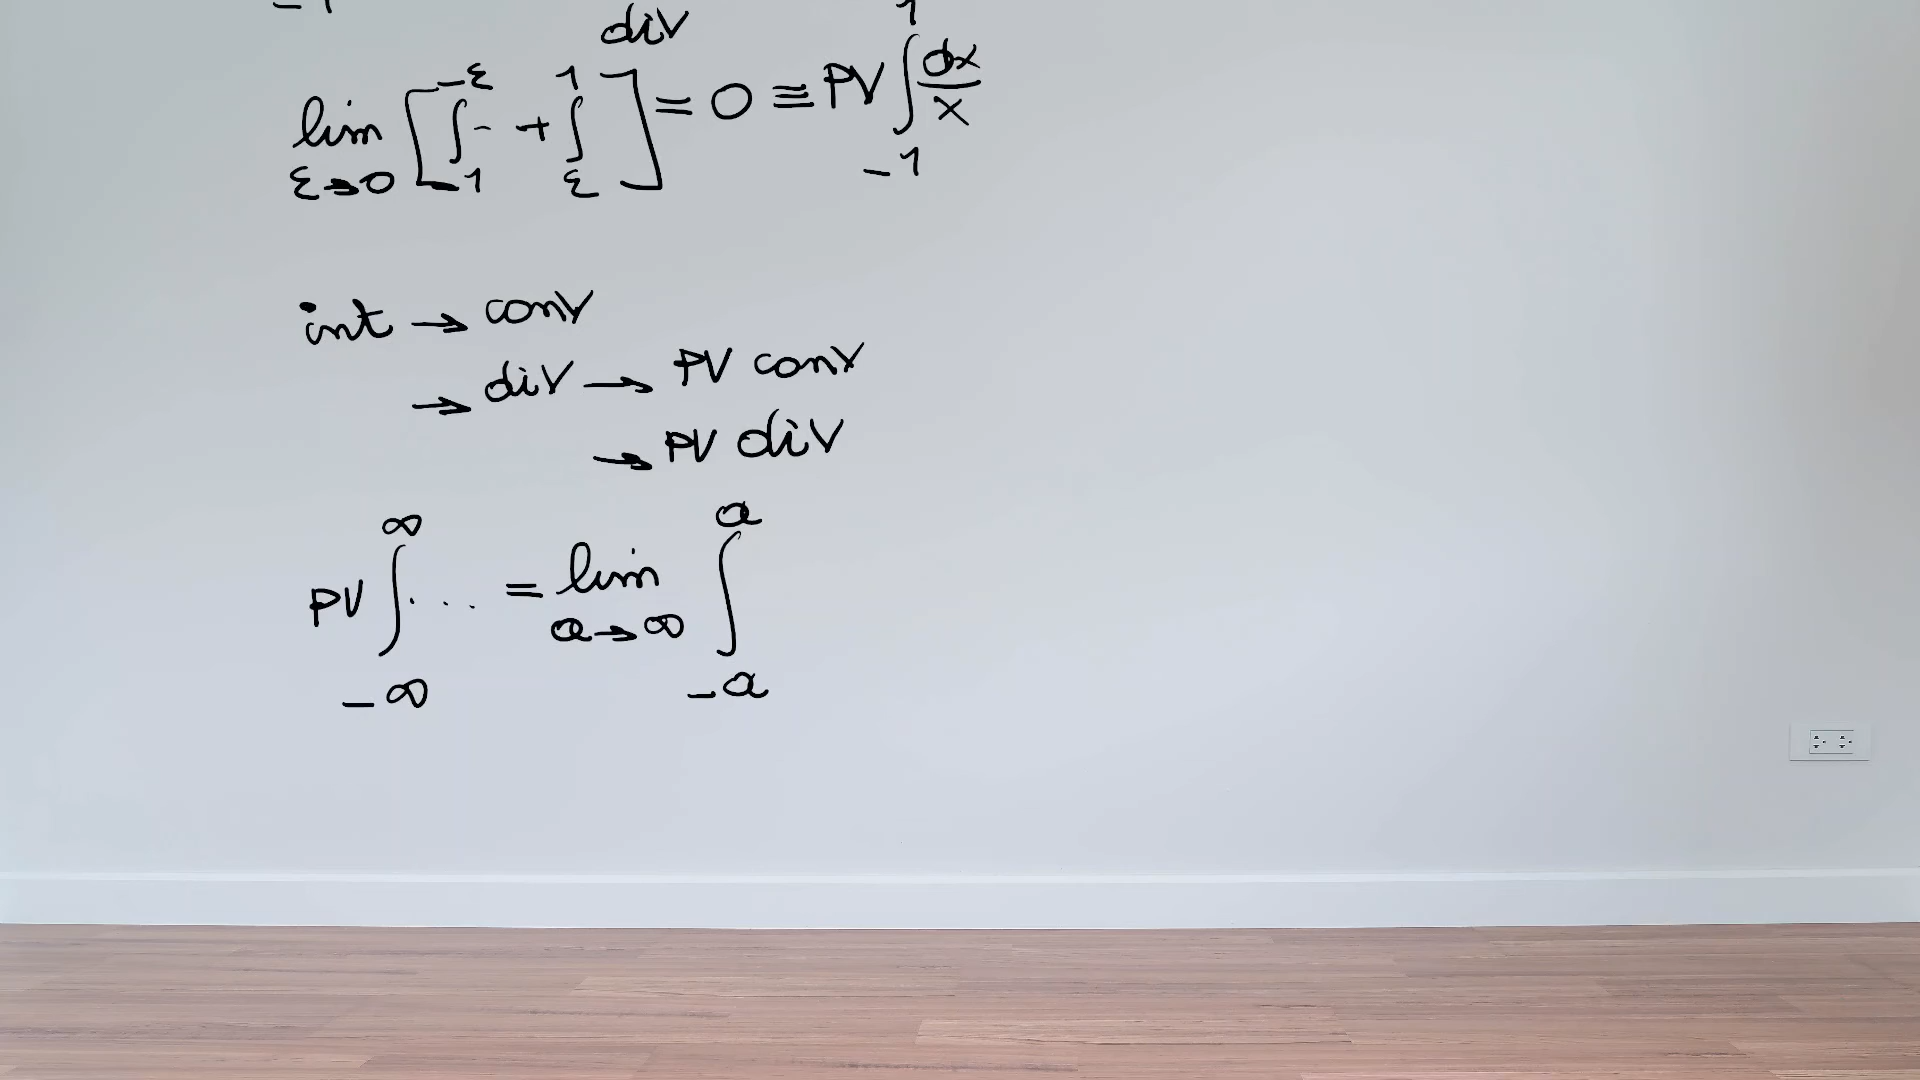 -1
div
lim ε→0 [ ∫_{-1}^{-ε} - + ∫_{ε}^{1} ] = 0 ≡ PV ∫_{-1}^{1} dx/x
int → conv
→ div → PV conv
→ PV div
PV ∫_{-∞}^{∞} ... = lim a→∞ ∫_{-a}^{a}